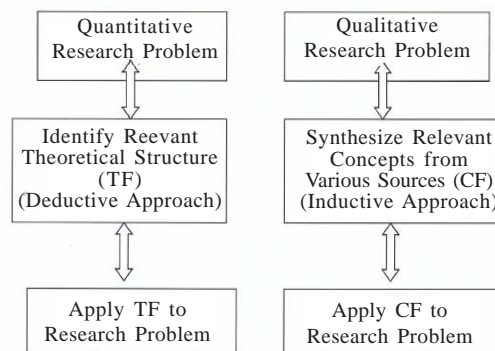 Quantitative
Research Problem
Identify Reevant
Theoretical Structure
(TF)
(Deductive Approach)
Apply TF to
Research Problem
Qualitative
Research Problem
Synthesize Relevant
Concepts from
Various Sources (CF)
(Inductive Approach)
Apply CF to
Research Problem